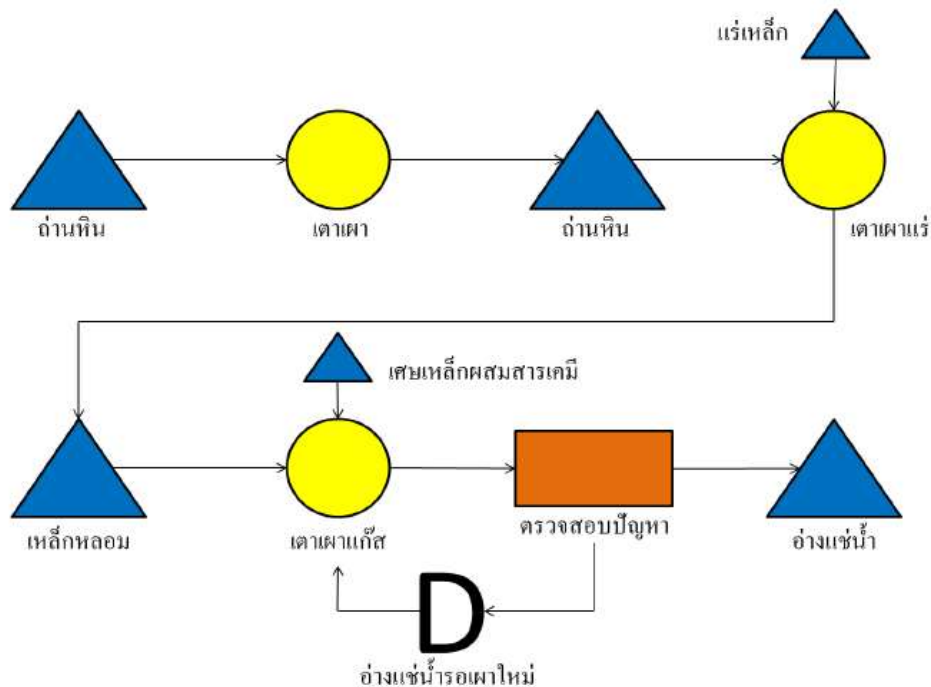 แร่เหล็ก
ถ่านหิน
เตาเผา
ถ่านหิน
เตาเผาแร่
เศษเหล็กผสมสารเคมี
เหล็กหลอม
เตาเผาแก๊ส
ตรวจสอบปัญหา
อ่างแช่น้ำ
D
อ่างแช่น้ำรอเผาใหม่